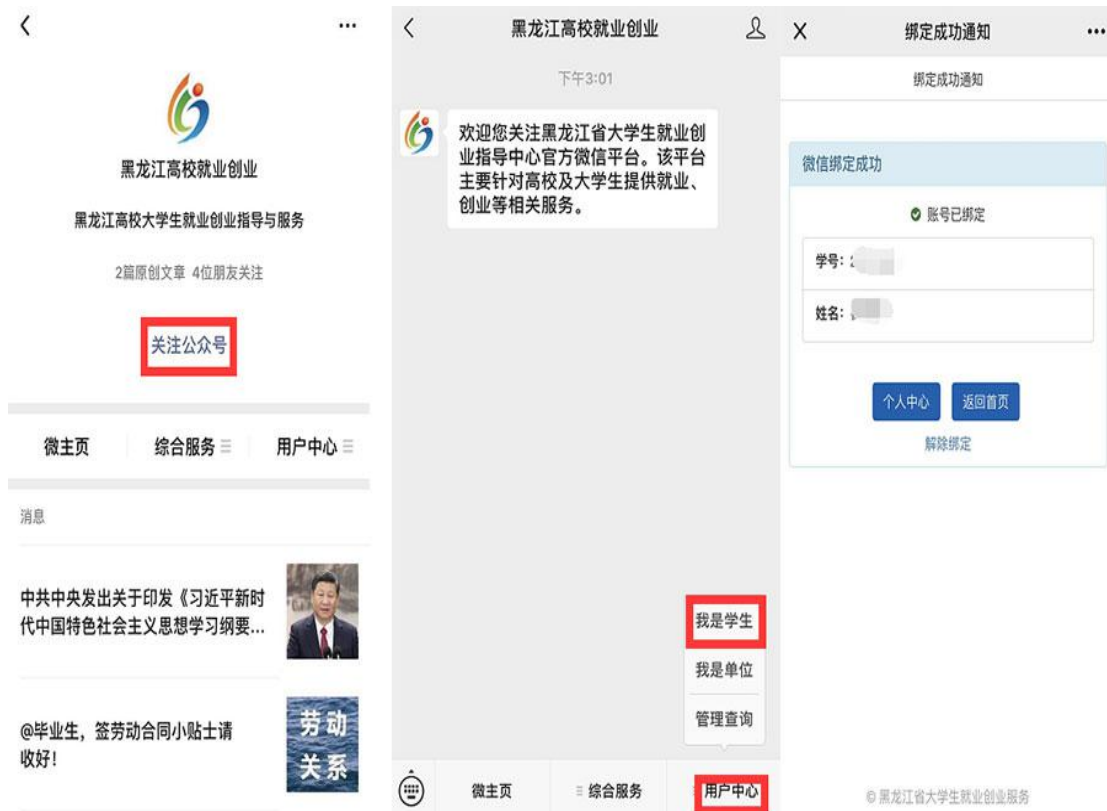 黑龙江高校就业创业
黑龙江高校大学生就业创业指导与服务
2篇原创文章 4位朋友关注
关注公众号
微主页
综合服务
用户中心
消息
中共中央发出关于印发《习近平新时
代中国特色社会主义思想学习纲要...
@毕业生，签劳动合同小贴士请
收好！
劳动
关系
黑龙江高校就业创业
下午3:01
欢迎您关注黑龙江省大学生就业创
业指导中心官方微信平台。该平台
主要针对高校及大学生提供就业、
创业等相关服务。
我是学生
我是单位
管理查询
微主页
综合服务
用户中心
绑定成功通知
绑定成功通知
微信绑定成功
账号已绑定
学号：
姓名：
个人中心
返回首页
解除绑定
© 黑龙江省大学生就业创业服务